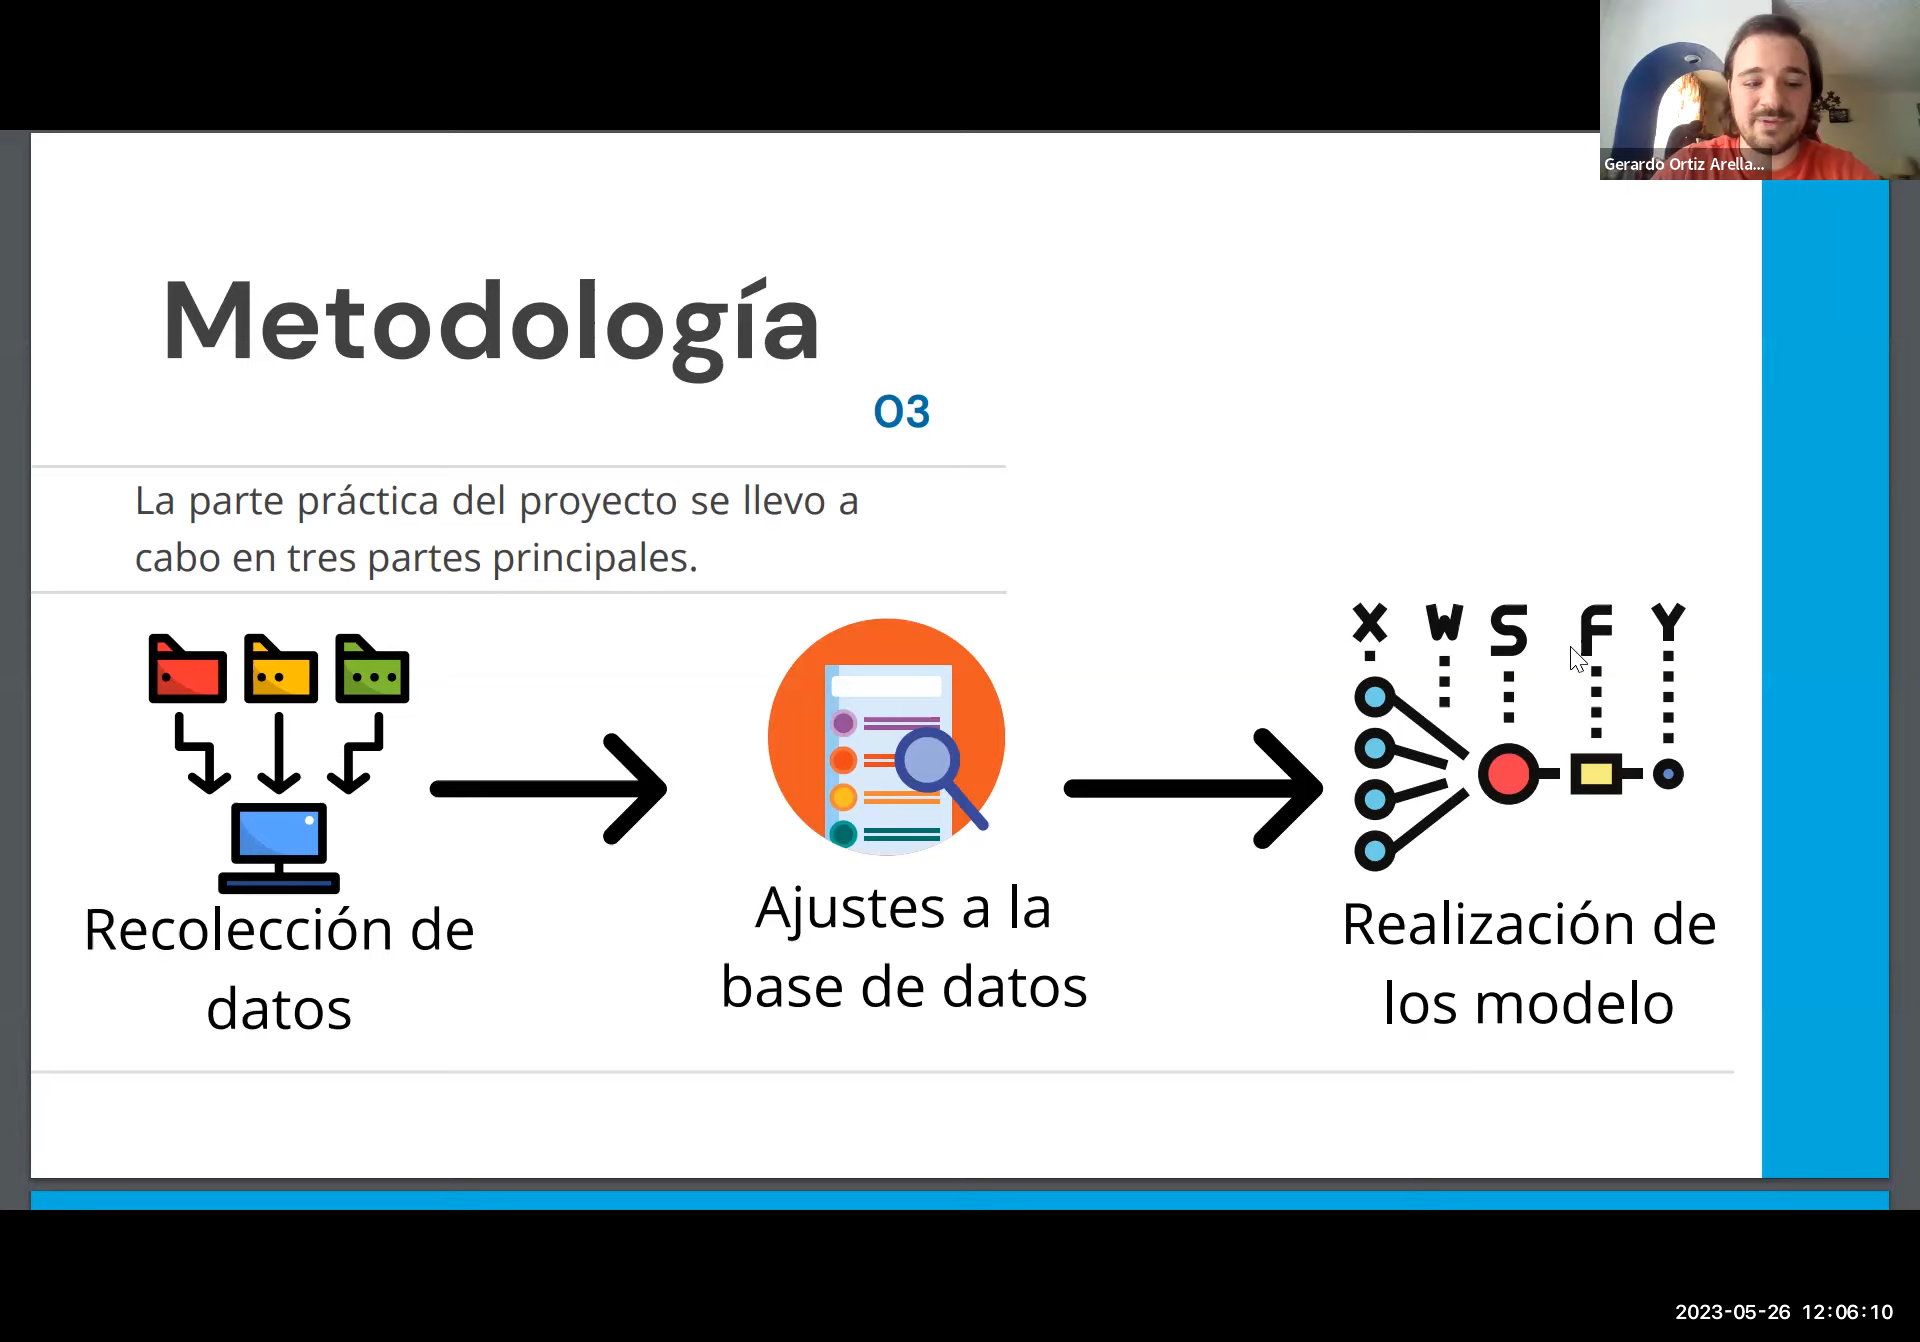 Gerardo Ortiz Arella...
Metodología
03
La parte práctica del proyecto se llevo a
cabo en tres partes principales.
X W S F Y
Recolección de
datos
Ajustes a la
base de datos
Realización de
los modelo
2023-05-26 12:06:10